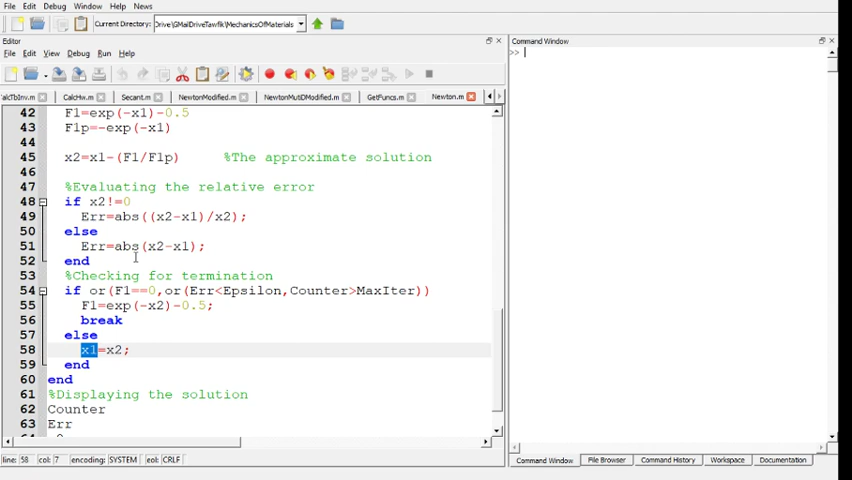 File Edit Debug Window Help News
Current Directory: Drive\GMailDriveTawfik\MechanicsOfMaterials
Editor
File Edit View Debug Run Help
CalcHw.m Secant.m NewtonModified.m NewtonMutDModified.m GetFuncs.m Newton.m
42 F1=exp(-x1)-0.5
43 F1p=-exp(-x1)
44
45 x2=x1-(F1/F1p) %The approximate solution
46
47 %Evaluating the relative error
48 if x2!=0
49 Err=abs((x2-x1)/x2);
50 else
51 Err=abs(x2-x1);
52 end
53 %Checking for termination
54 if or(F1==0,or(Err<Epsilon,Counter>MaxIter))
55 F1=exp(-x2)-0.5;
56 break
57 else
58 x1=x2;
59 end
60 end
61 %Displaying the solution
62 Counter
63 Err
line: 58 col: 7 encoding: SYSTEM eol: CRLF
Command Window
>>
Command Window File Browser Command History Workspace Documentation